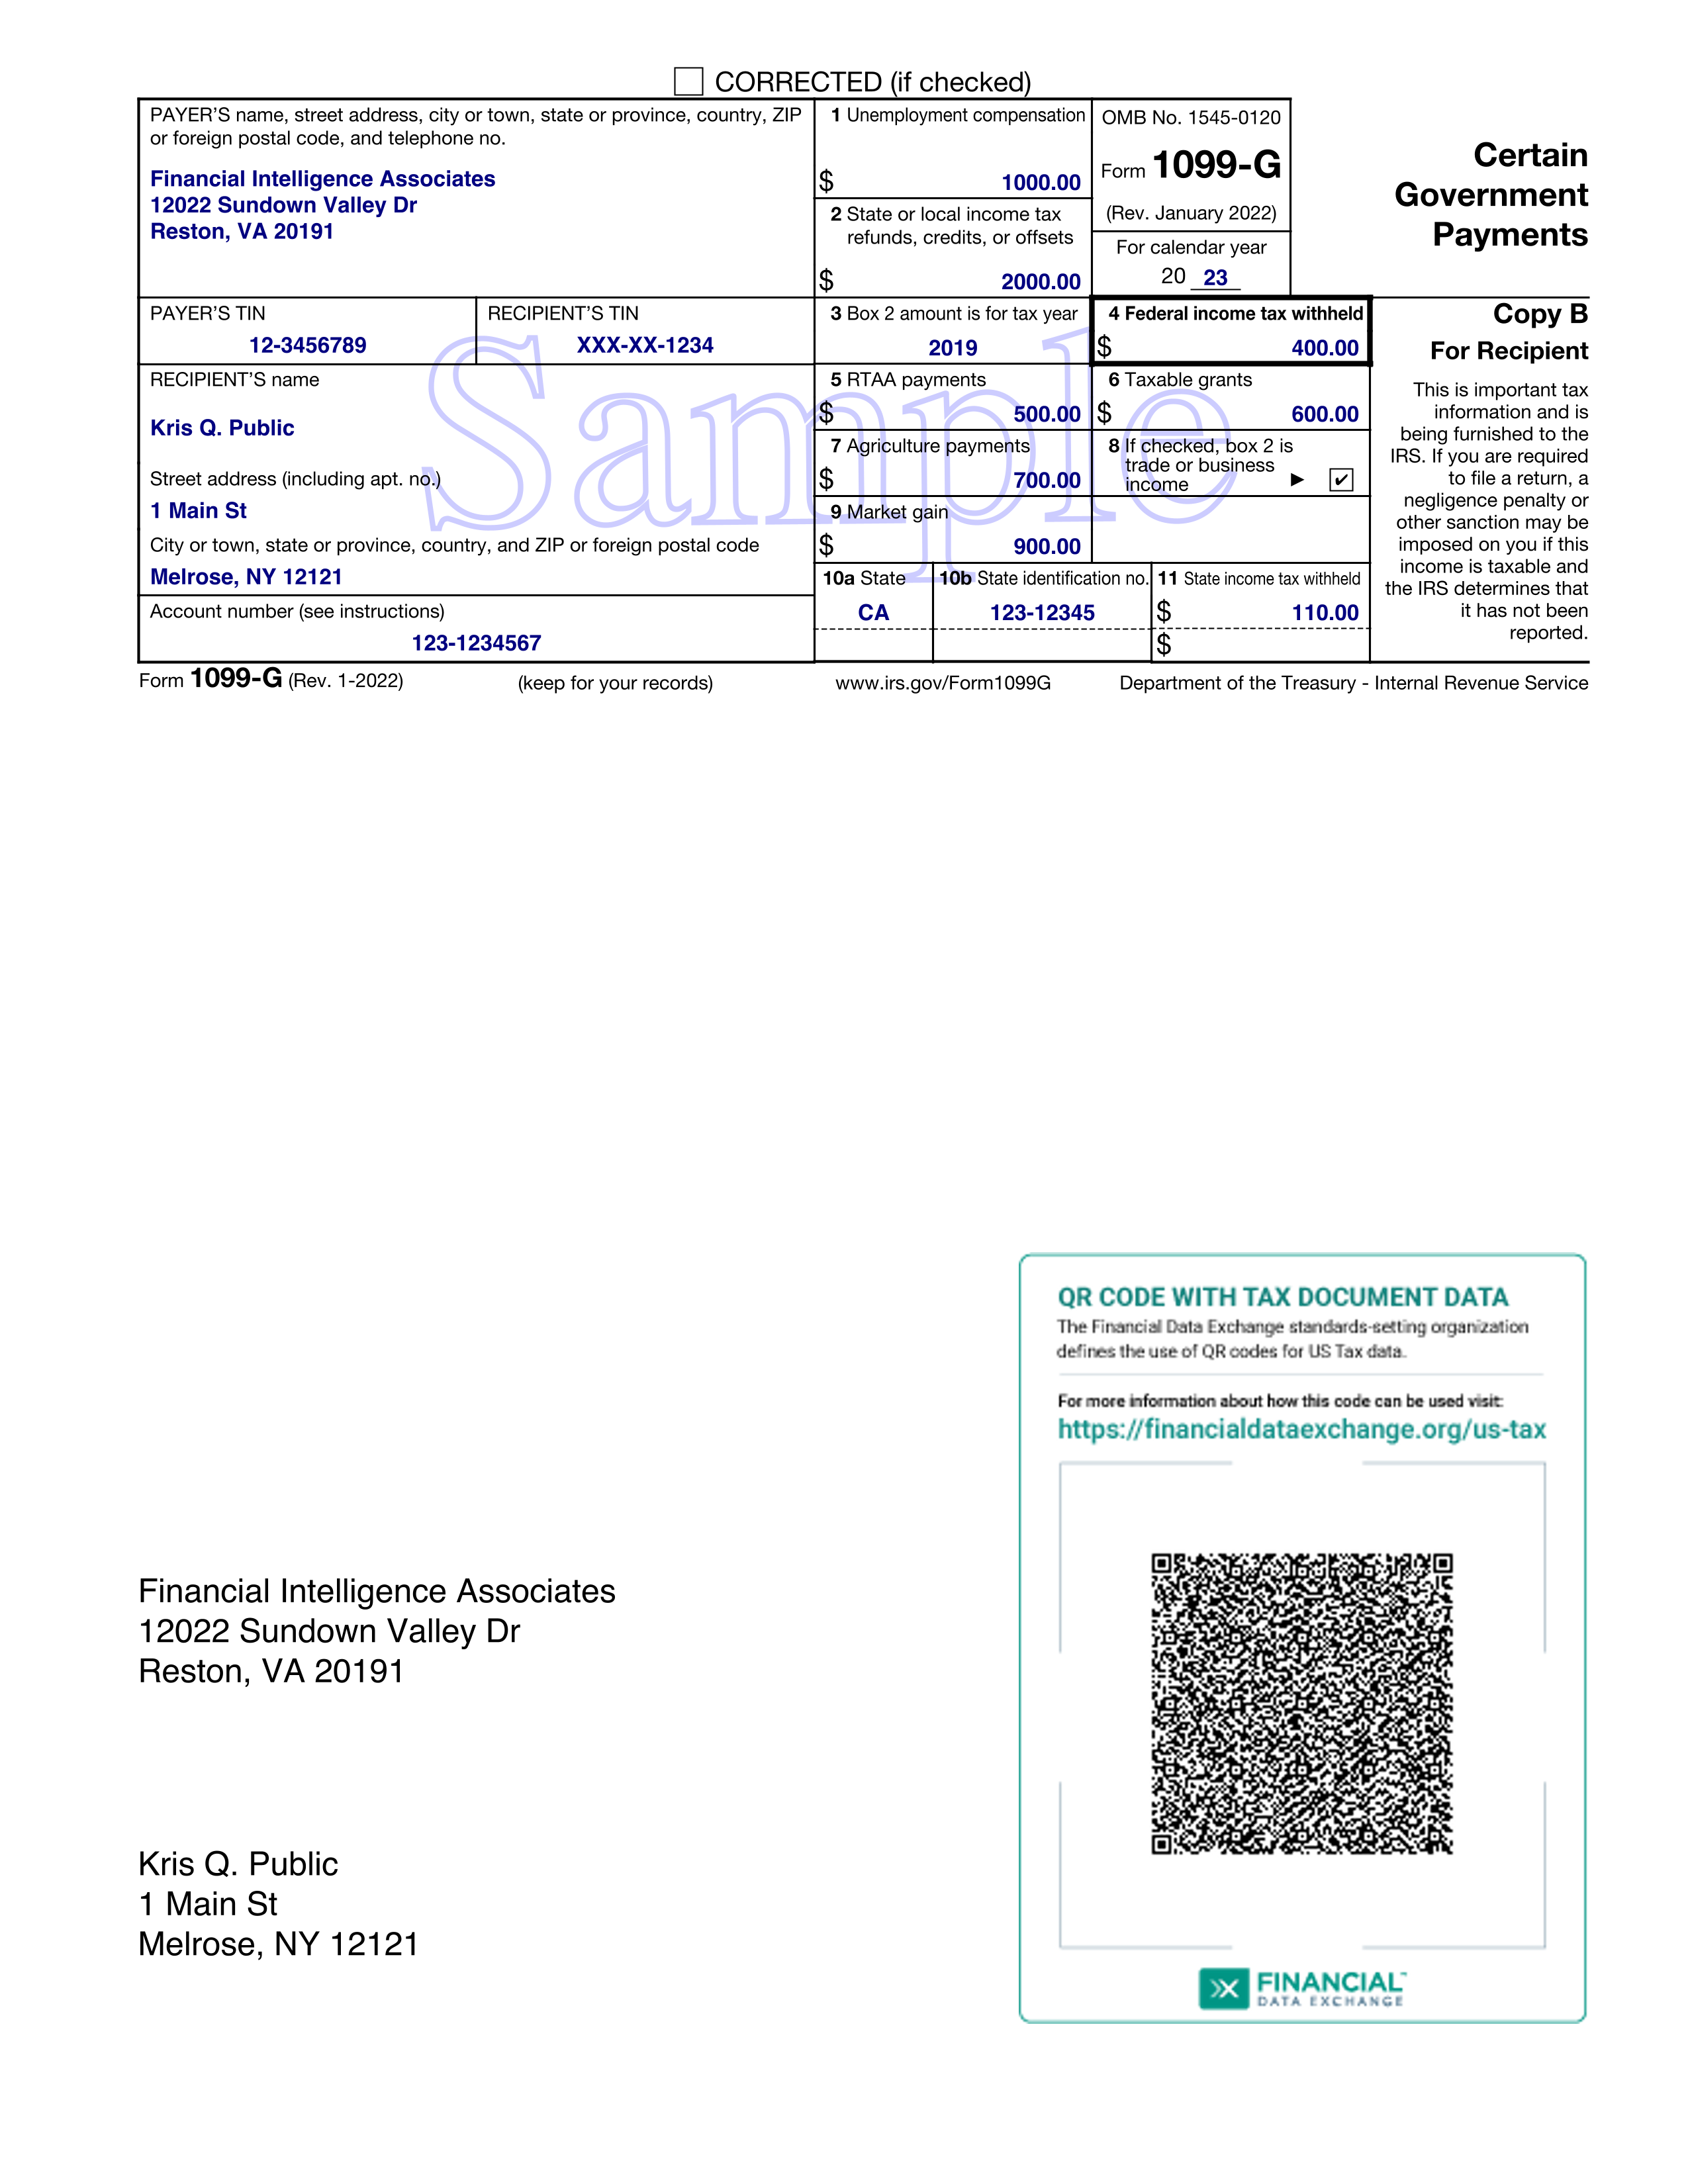 CORRECTED (if checked)
PAYER'S name, street address, city or town, state or province, country, ZIP
or foreign postal code, and telephone no.
Financial Intelligence Associates
12022 Sundown Valley Dr
Reston, VA 20191
1 Unemployment compensation
$ 1000.00
2 State or local income tax
refunds, credits, or offsets
$ 2000.00
OMB No. 1545-0120
Form 1099-G
(Rev. January 2022)
For calendar year
20 23
Certain
Government
Payments
PAYER'S TIN
12-3456789
RECIPIENT'S TIN
XXX-XX-1234
3 Box 2 amount is for tax year
2019
4 Federal income tax withheld
$ 400.00
Copy B
For Recipient
RECIPIENT'S name
Kris Q. Public
5 RTAA payments
$ 500.00
6 Taxable grants
$ 600.00
7 Agriculture payments
$ 700.00
8 If checked, box 2 is
trade or business
income ► ✔
Street address (including apt. no.)
1 Main St
9 Market gain
$ 900.00
City or town, state or province, country, and ZIP or foreign postal code
Melrose, NY 12121
10a State
CA
10b State identification no.
123-12345
11 State income tax withheld
$ 110.00
$
Account number (see instructions)
123-1234567
This is important tax
information and is
being furnished to the
IRS. If you are required
to file a return, a
negligence penalty or
other sanction may be
imposed on you if this
income is taxable and
the IRS determines that
it has not been
reported.
Sample
Form 1099-G (Rev. 1-2022) (keep for your records) www.irs.gov/Form1099G Department of the Treasury - Internal Revenue Service
QR CODE WITH TAX DOCUMENT DATA
The Financial Data Exchange standards-setting organization
defines the use of QR codes for US Tax data.
For more information about how this code can be used visit:
https://financialdataexchange.org/us-tax
FINANCIAL™
DATA EXCHANGE
Financial Intelligence Associates
12022 Sundown Valley Dr
Reston, VA 20191
Kris Q. Public
1 Main St
Melrose, NY 12121